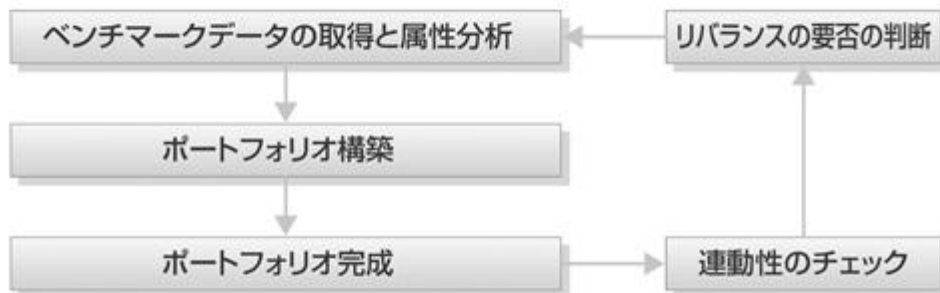 ベンチマークデータの取得と属性分析
リバランスの要否の判断
ポートフォリオ構築
ポートフォリオ完成
連動性のチェック